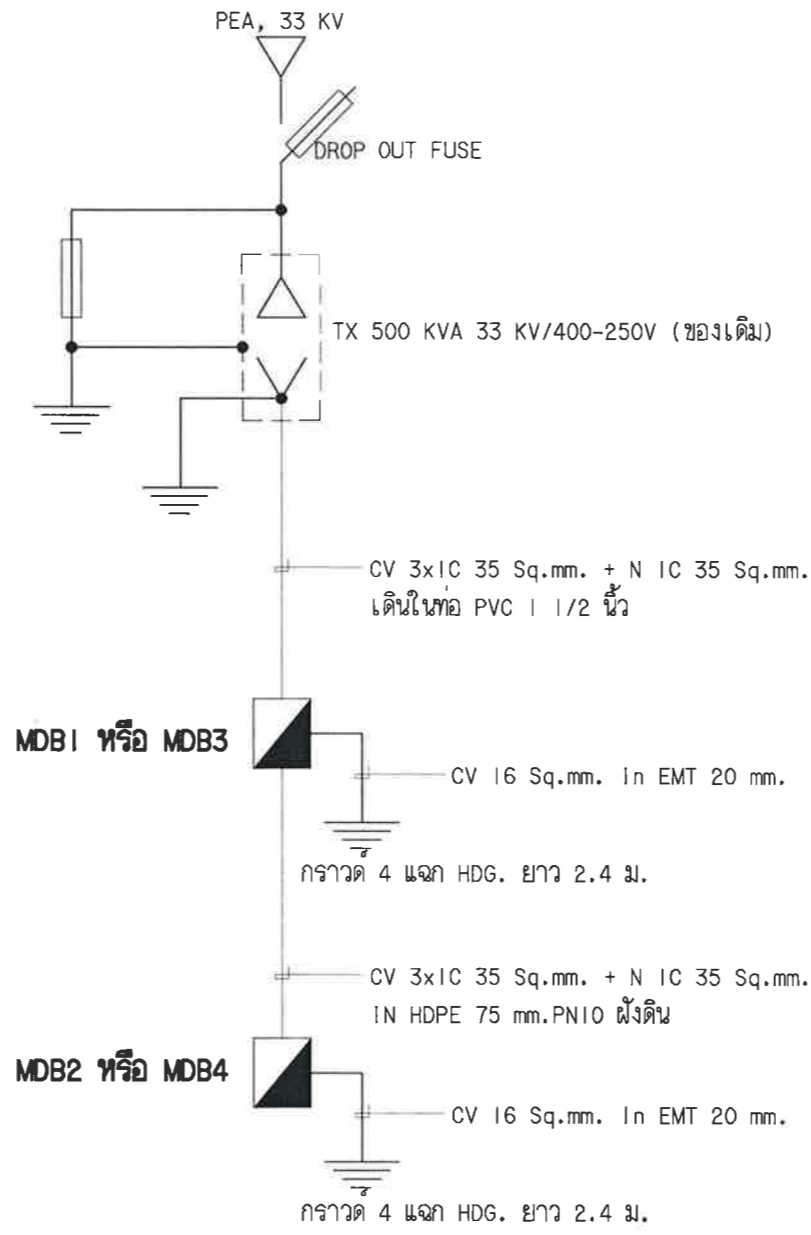 PEA, 33 KV
DROP OUT FUSE
TX 500 KVA 33 KV/400-250V (ของเดิม)
CV 3x1C 35 Sq.mm. + N 1C 35 Sq.mm.
เดินในท่อ PVC 1 1/2 นิ้ว
MDB1 หรือ MDB3
CV 16 Sq.mm. in EMT 20 mm.
กราวด์ 4 แฉก HDG. ยาว 2.4 ม.
CV 3x1C 35 Sq.mm. + N 1C 35 Sq.mm.
IN HDPE 75 mm.PN10 ฝังดิน
MDB2 หรือ MDB4
CV 16 Sq.mm. in EMT 20 mm.
กราวด์ 4 แฉก HDG. ยาว 2.4 ม.